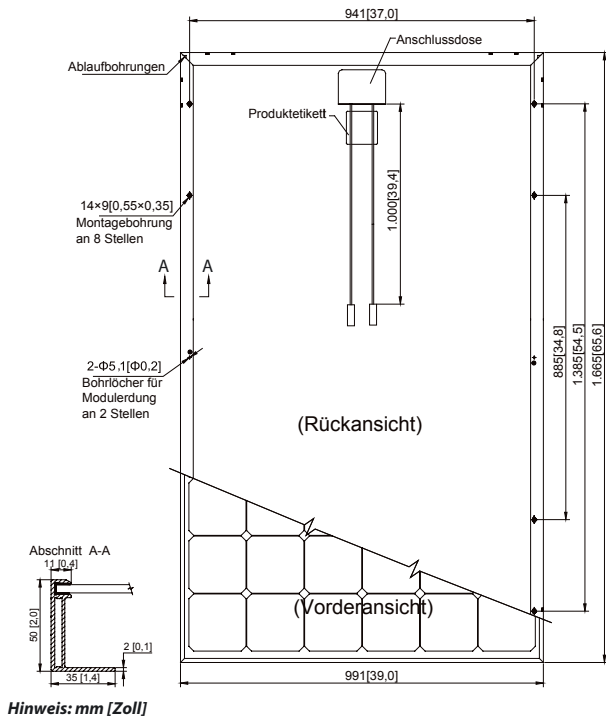 941[37,0]
Anschlussdose
Ablaufbohrungen
Produktetikett
1.000[39,4]
14×9[0,55×0,35]
Montagebohrung
an 8 Stellen
A A
885[34,8]
1.385[54,5]
1.665[65,6]
2-Φ5,1[Φ0,2]
Bohrlöcher für
Modulerdung
an 2 Stellen
(Rückansicht)
Abschnitt A-A
11 [0,4]
50 [2,0]
2 [0,1]
35 [1,4]
(Vorderansicht)
991[39,0]
Hinweis: mm [Zoll]